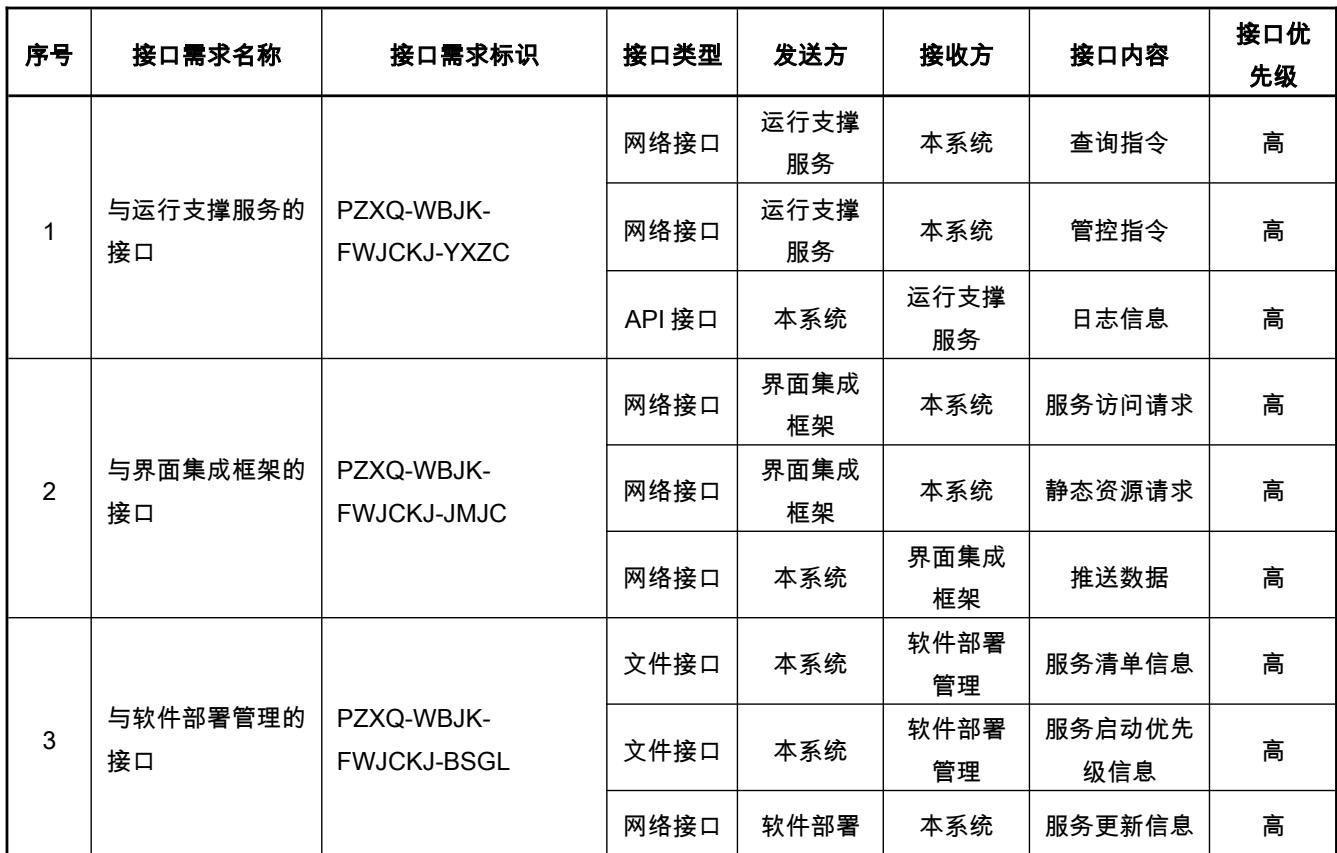 序号 接口需求名称 接口需求标识 接口类型 发送方 接收方 接口内容 接口优
先级
1
与运行支撑服务的
接口
PZXQ-WBJK-
FWJCKJ-YXZC
网络接口
运行支撑
服务
本系统
查询指令
高
网络接口
运行支撑
服务
本系统
管控指令
高
API 接口
本系统
运行支撑
服务
日志信息
高
2
与界面集成框架的
接口
PZXQ-WBJK-
FWJCKJ-JMJC
网络接口
界面集成
框架
本系统
服务访问请求
高
网络接口
界面集成
框架
本系统
静态资源请求
高
网络接口
本系统
界面集成
框架
推送数据
高
3
与软件部署管理的
接口
PZXQ-WBJK-
FWJCKJ-BSGL
文件接口
本系统
软件部署
管理
服务清单信息
高
文件接口
本系统
软件部署
管理
服务启动优先
级信息
高
网络接口
软件部署
本系统
服务更新信息
高